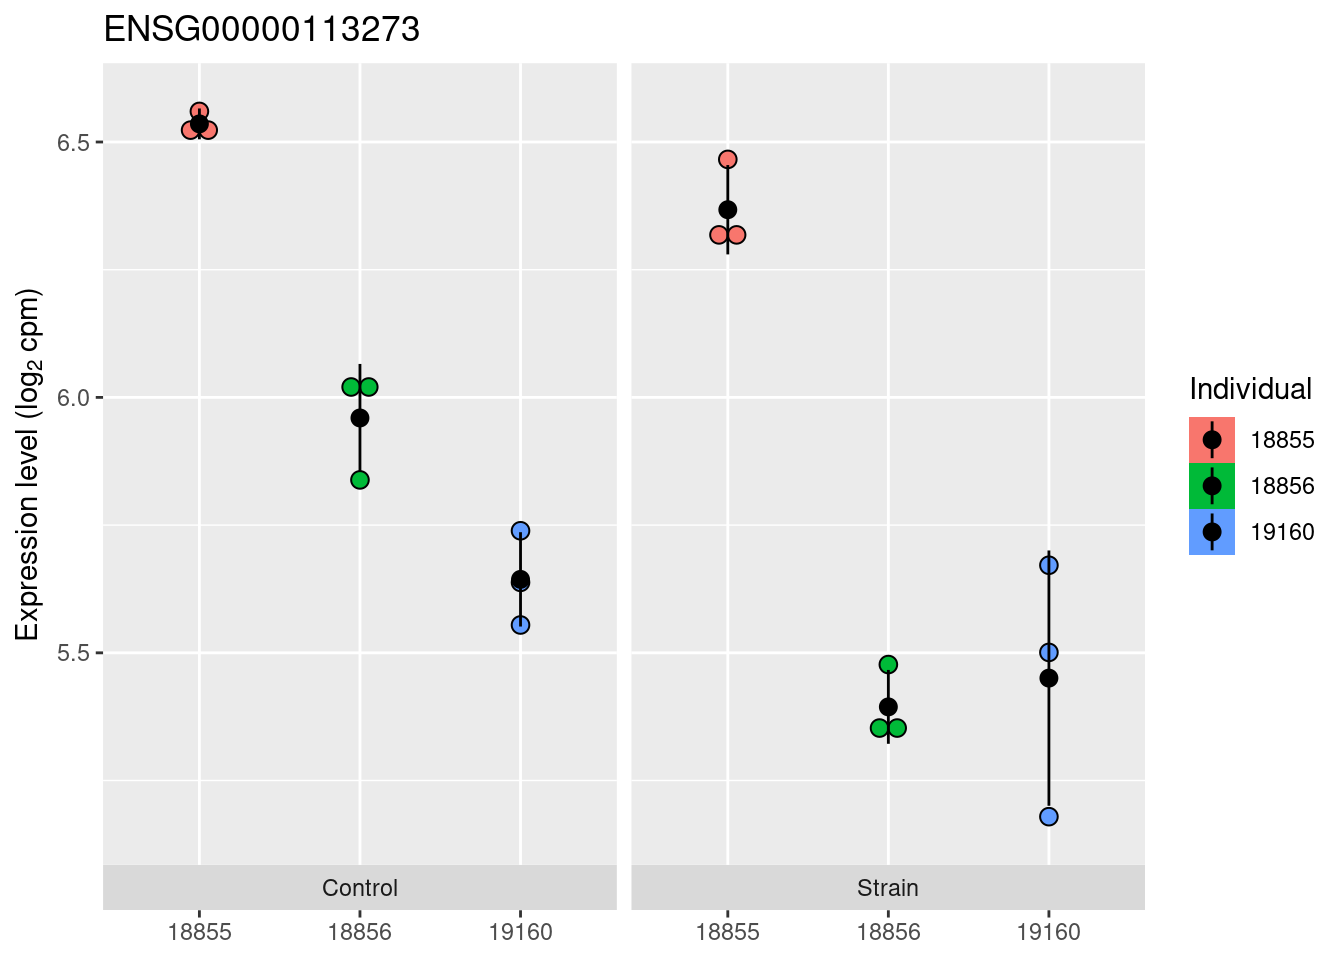 ENSG00000113273
Expression level (log₂ cpm)
6.5
6.0
5.5
Control
Strain
18855
18856
19160
18855
18856
19160
Individual
18855
18856
19160